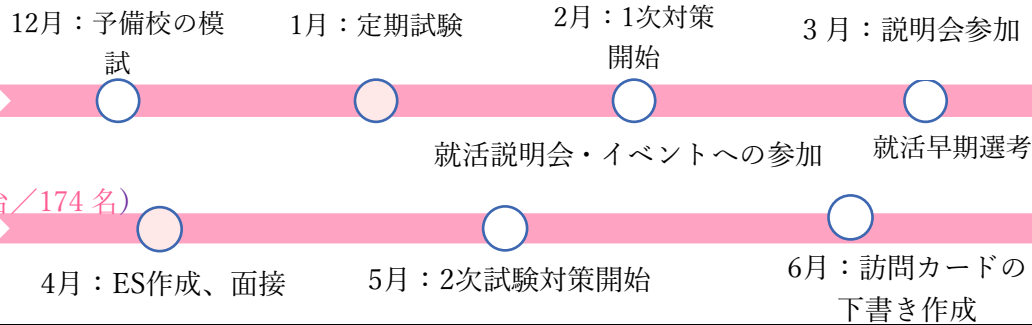 12月：予備校の模
試
1月：定期試験
2月：1次対策
開始
3 月：説明会参加
就活説明会・イベントへの参加
就活早期選考
／174 名）
4月：ES作成、面接
5月：2次試験対策開始
6月：訪問カードの
下書き作成